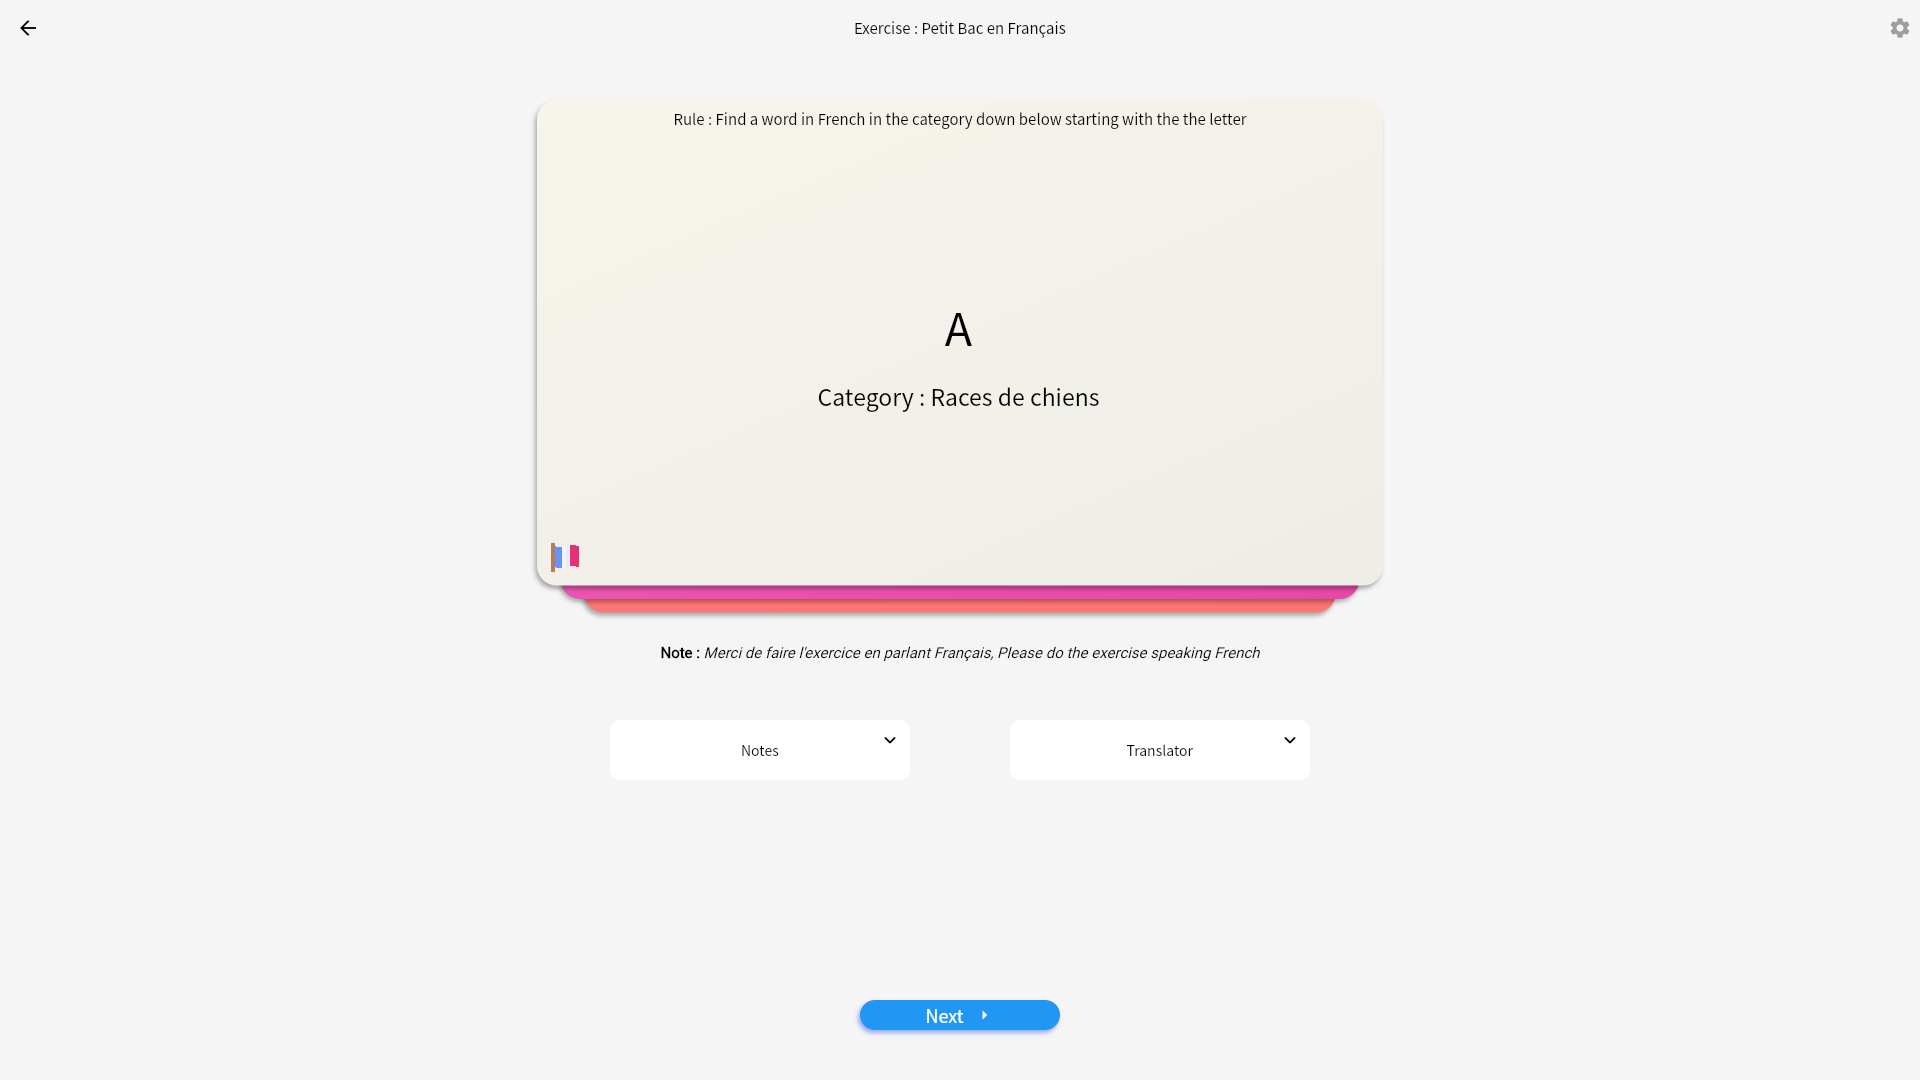 Exercise : Petit Bac en Français
Rule : Find a word in French in the category down below starting with the the letter
A
Category : Races de chiens
Note : Merci de faire l'exercice en parlant Français, Please do the exercise speaking French
Notes
Translator
Next